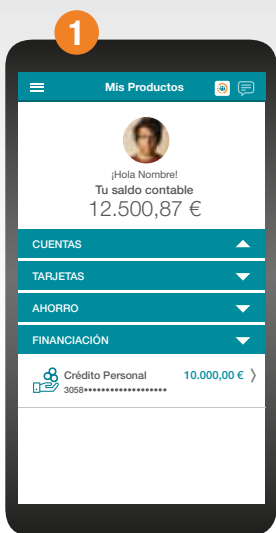 1
Mis Productos
¡Hola Nombre!
Tu saldo contable
12.500,87 €
CUENTAS
TARJETAS
AHORRO
FINANCIACIÓN
Crédito Personal 10.000,00 €
3058•••••••••••••••••••